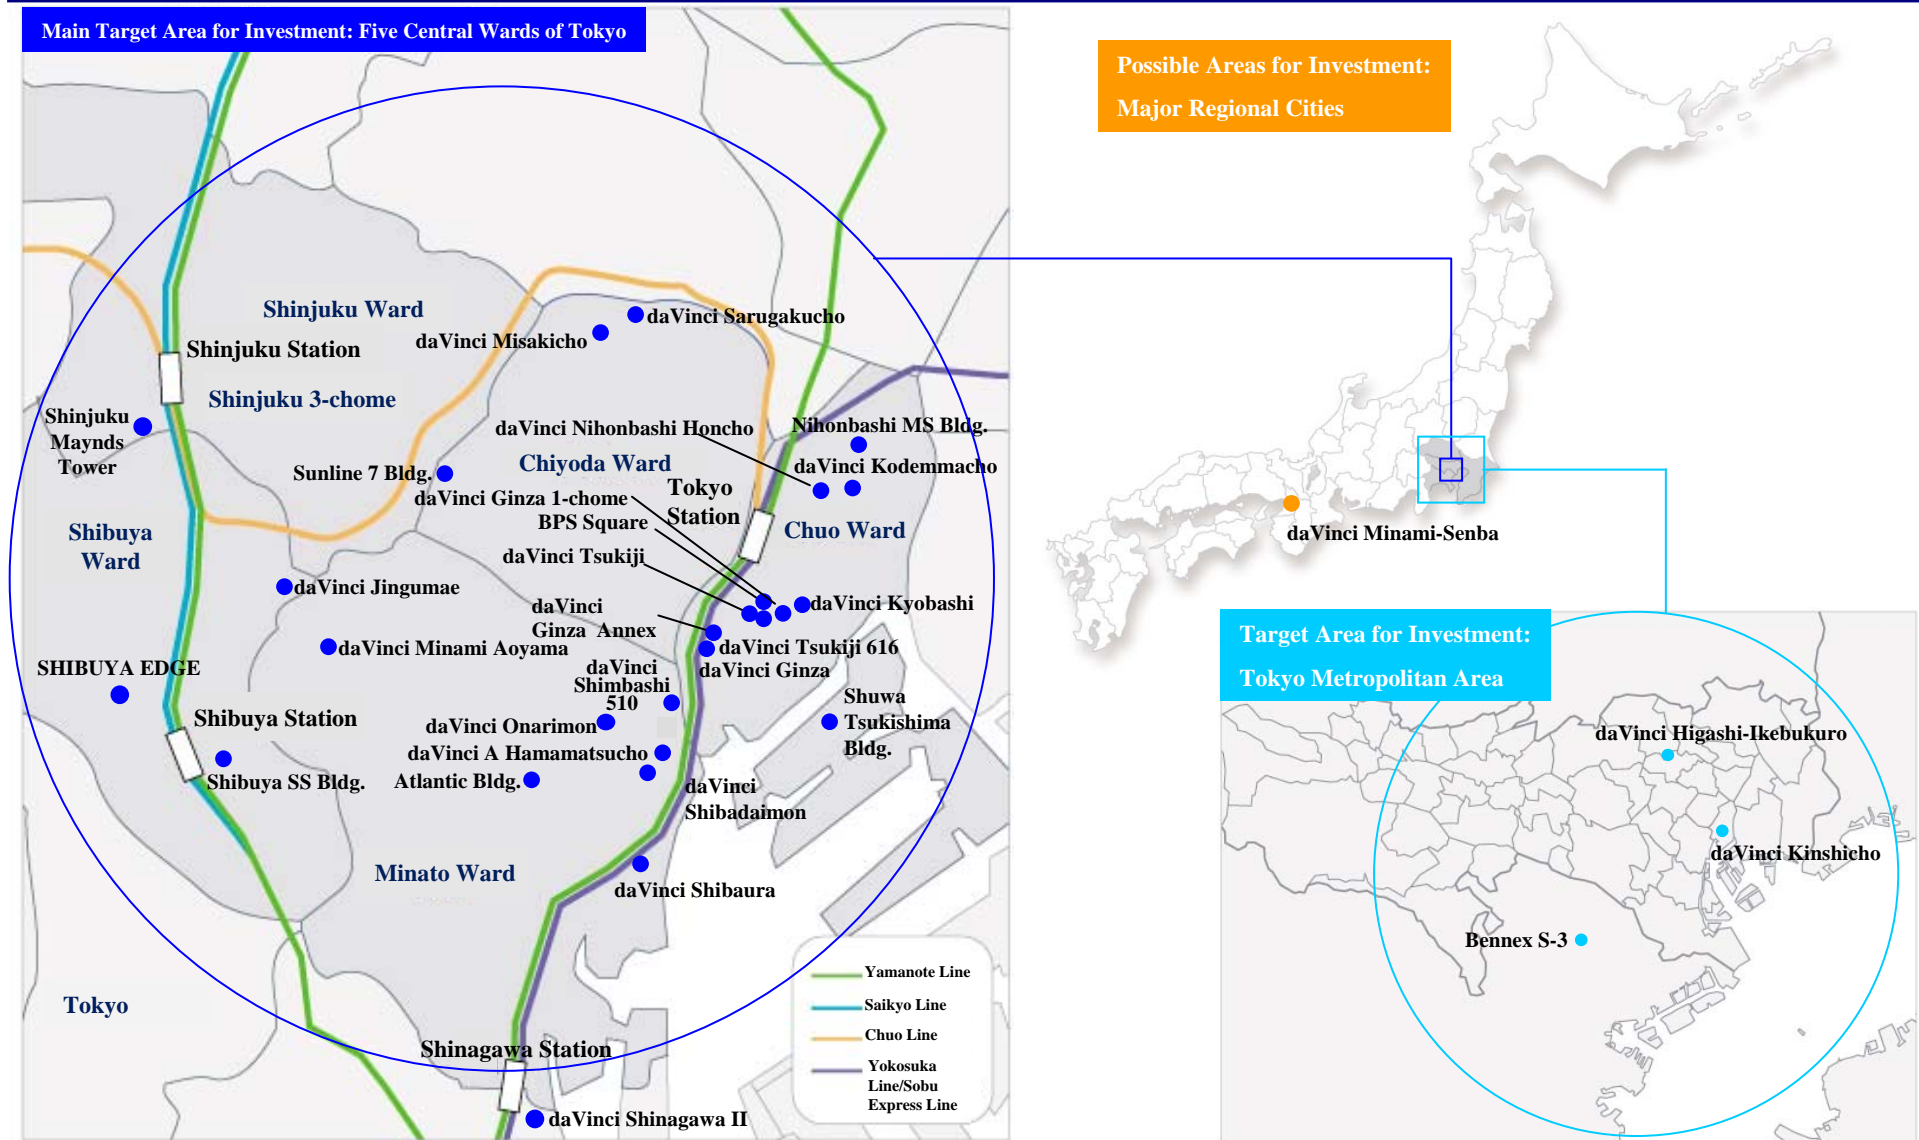 Main Target Area for Investment: Five Central Wards of Tokyo
Possible Areas for Investment:
Major Regional Cities
Shinjuku Ward
Shinjuku Station
Shinjuku 3-chome
daVinci Sarugakucho
daVinci Misakicho
Shinjuku
Maynds
Tower
daVinci Nihonbashi Honcho
Nihonbashi MS Bldg.
Chiyoda Ward
daVinci Kodemmacho
Sunline 7 Bldg.
daVinci Ginza 1-chome
Tokyo
Station
BPS Square
Chuo Ward
Shibuya
Ward
daVinci Tsukiji
daVinci Jingumae
daVinci
Ginza Annex
daVinci Kyobashi
daVinci Minami Aoyama
daVinci Tsukiji 616
daVinci Ginza
SHIBUYA EDGE
daVinci
Shimbashi
510
Shuwa
Tsukishima
Bldg.
Shibuya Station
daVinci Onarimon
daVinci A Hamamatsucho
Shibuya SS Bldg.
Atlantic Bldg.
daVinci
Shibadaimon
Minato Ward
daVinci Shibaura
Tokyo
Shinagawa Station
daVinci Shinagawa II
Yamanote Line
Saikyo Line
Chuo Line
Yokosuka
Line/Sobu
Express Line
daVinci Minami-Senba
Target Area for Investment:
Tokyo Metropolitan Area
daVinci Higashi-Ikebukuro
daVinci Kinshicho
Bennex S-3